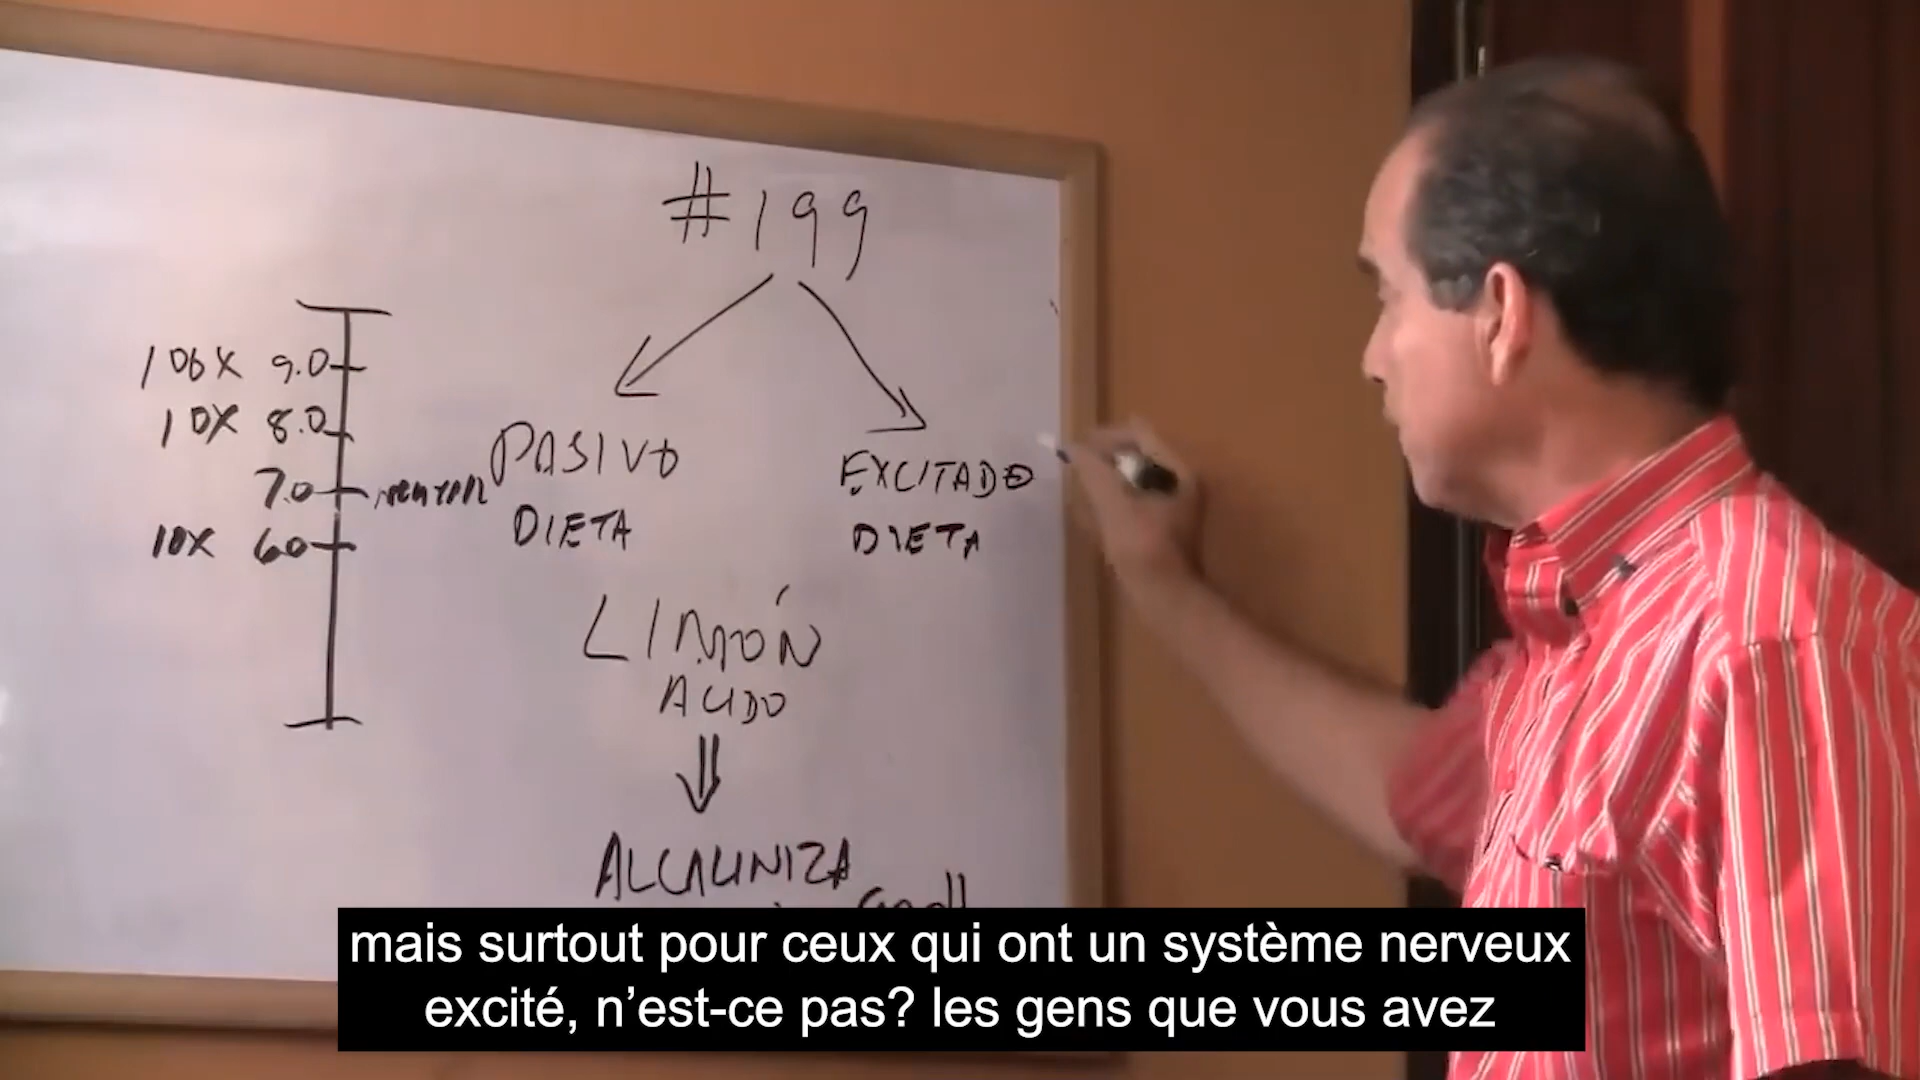 #199
100X 9.0
10X 8.0
7.0
10X 6.0
PASIVO
DIETA
EXCITADO
DIETA
LIMÓN
ACIDO
ALCALINIZA
mais surtout pour ceux qui ont un système nerveux
excité, n’est-ce pas? les gens que vous avez